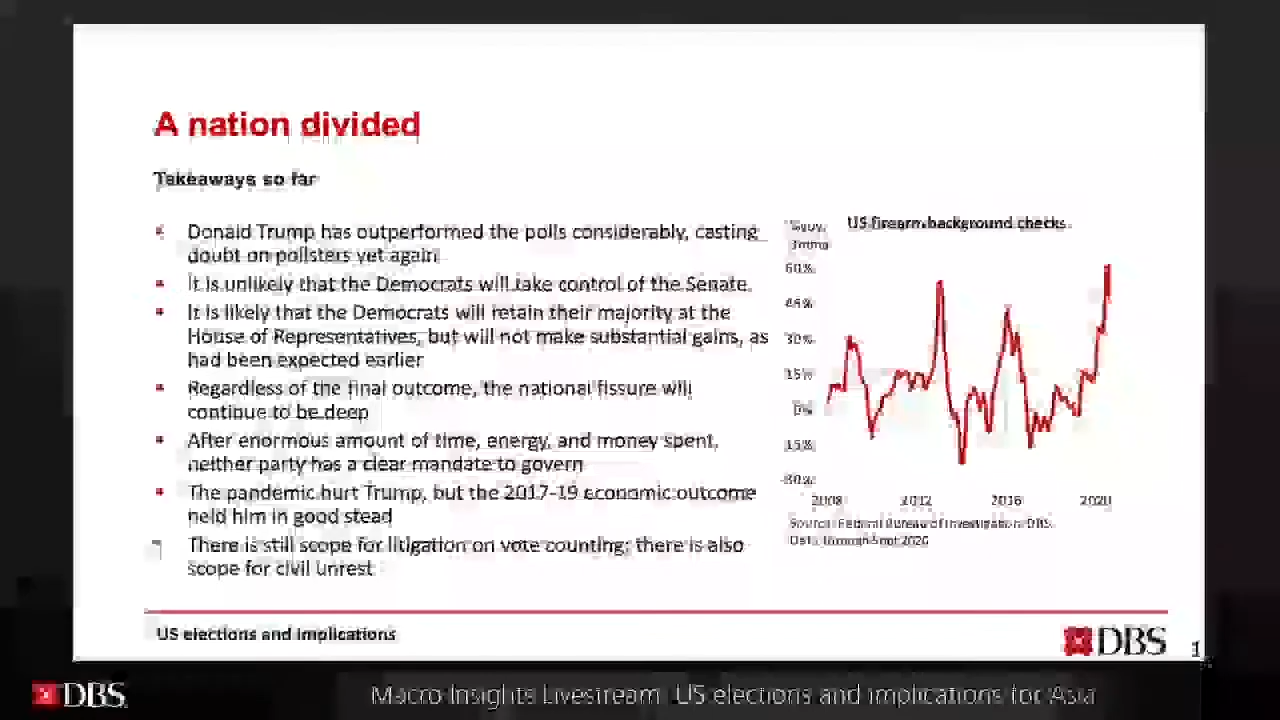 A nation divided
Takeaways so far
Donald Trump has outperformed the polls considerably, casting
doubt on pollsters yet again
It is unlikely that the Democrats will take control of the Senate.
It is likely that the Democrats will retain their majority at the
House of Representatives, but will not make substantial gains, as
had been expected earlier
Regardless of the final outcome, the national fissure will
continue to be deep
After enormous amount of time, energy, and money spent,
neither party has a clear mandate to govern
The pandemic hurt Trump, but the 2017-19 economic outcome
held him in good stead
There is still scope for litigation on vote counting; there is also
scope for civil unrest
US firearm background checks
%yoy,
3mma
60%
45%
30%
15%
0%
-15%
-30%
2008 2012 2016 2020
Source: Federal Bureau of Investigation, DBS.
Data through Sept 2020
US elections and implications
DBS
1
DBS
Macro Insights Livestream: US elections and implications for Asia